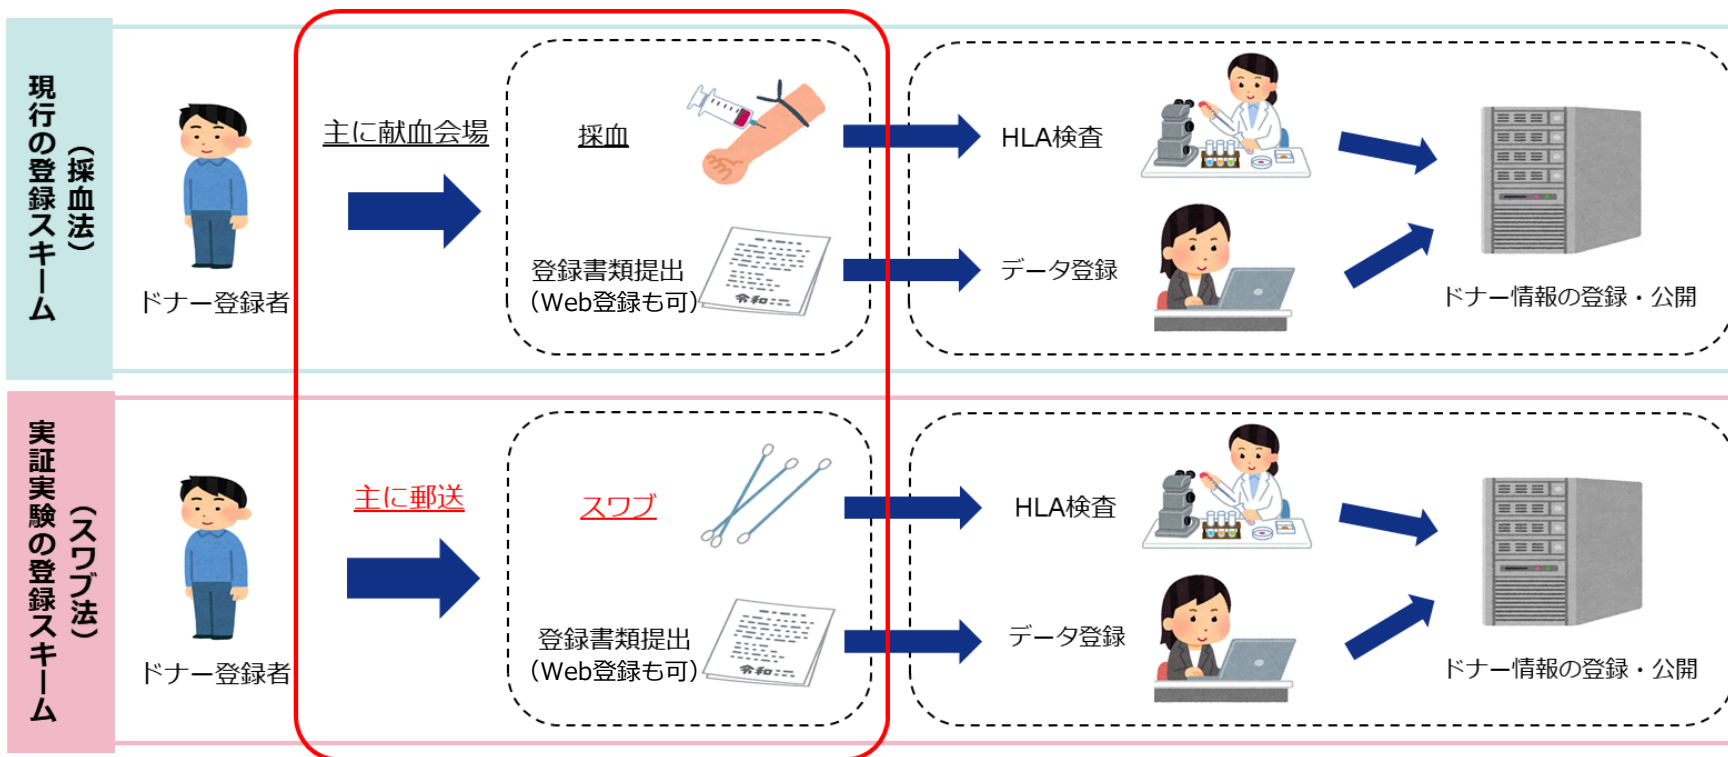 現行の登録スキーム
（採血法）
ドナー登録者
主に献血会場
採血
登録書類提出
（Web登録も可）
令和
HLA検査
データ登録
ドナー情報の登録・公開
実証実験の登録スキーム
（スワブ法）
ドナー登録者
主に郵送
スワブ
登録書類提出
（Web登録も可）
令和
HLA検査
データ登録
ドナー情報の登録・公開